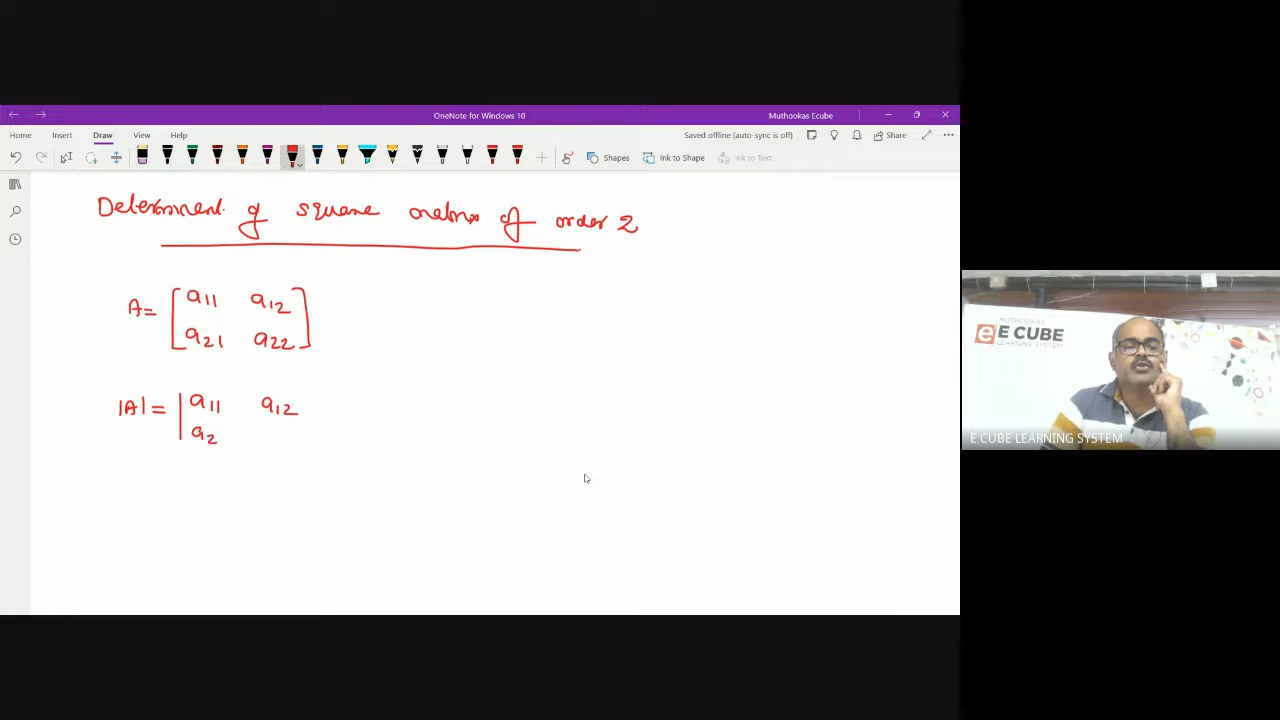 OneNote for Windows 10
Muthookas Ecube
Home Insert Draw View Help
Saved offline (auto-sync is off)
Share
Shapes
Ink to Shape
Ink to Text
Determinant of square matrix of order 2
A= [ a11 a12
a21 a22 ]
|A| = | a11 a12
a2
MUTHOOKAS
e E CUBE
LEARNING SYSTEM
E CUBE LEARNING SYSTEM